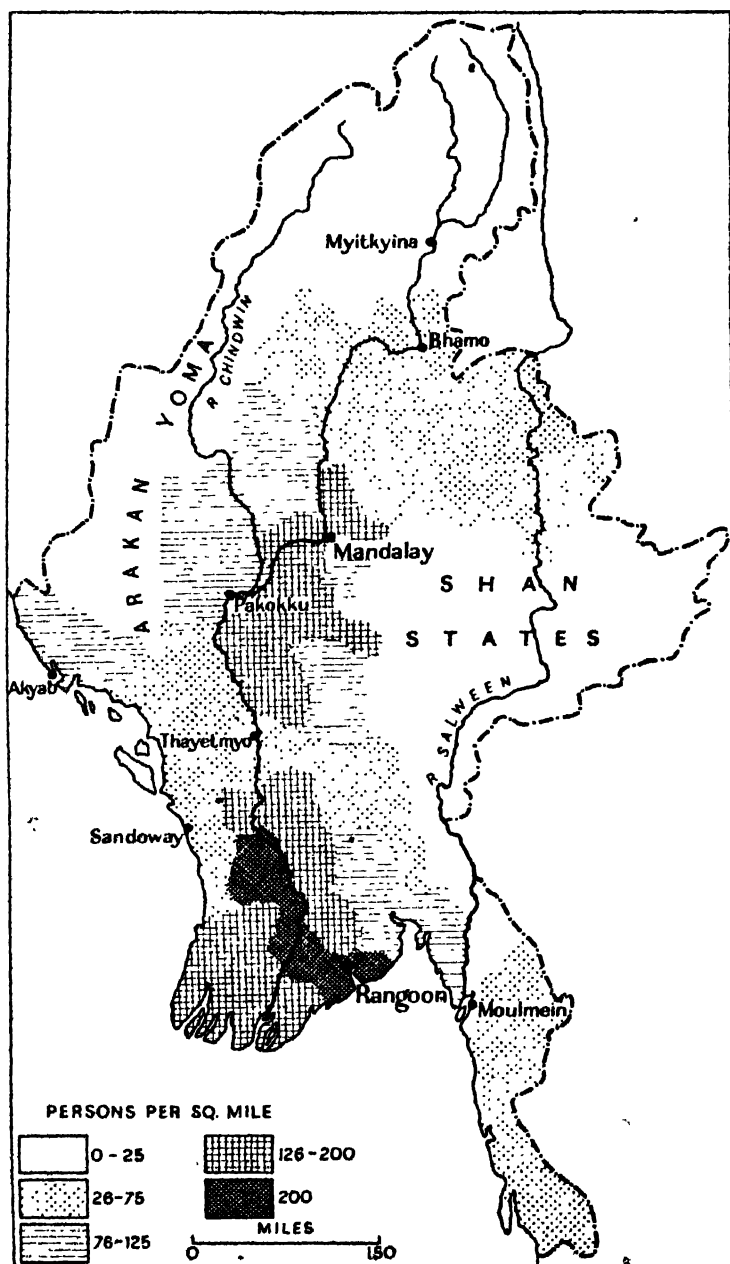 Myitkyina
Bhamo
R CHINDWIN
YOMA
ARAKAN
Mandalay
SHAN
STATES
Pakokku
Akyab
R SALWEEN
Thayetmyo
Sandoway
Rangoon
Moulmein
PERSONS PER SQ. MILE
0-25
126-200
26-75
200
76-125
MILES
0 150